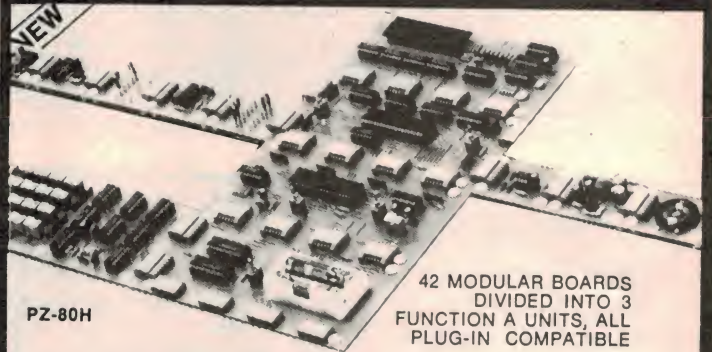 NEW
PZ-80H
42 MODULAR BOARDS
DIVIDED INTO 3
FUNCTION A UNITS, ALL
PLUG-IN COMPATIBLE